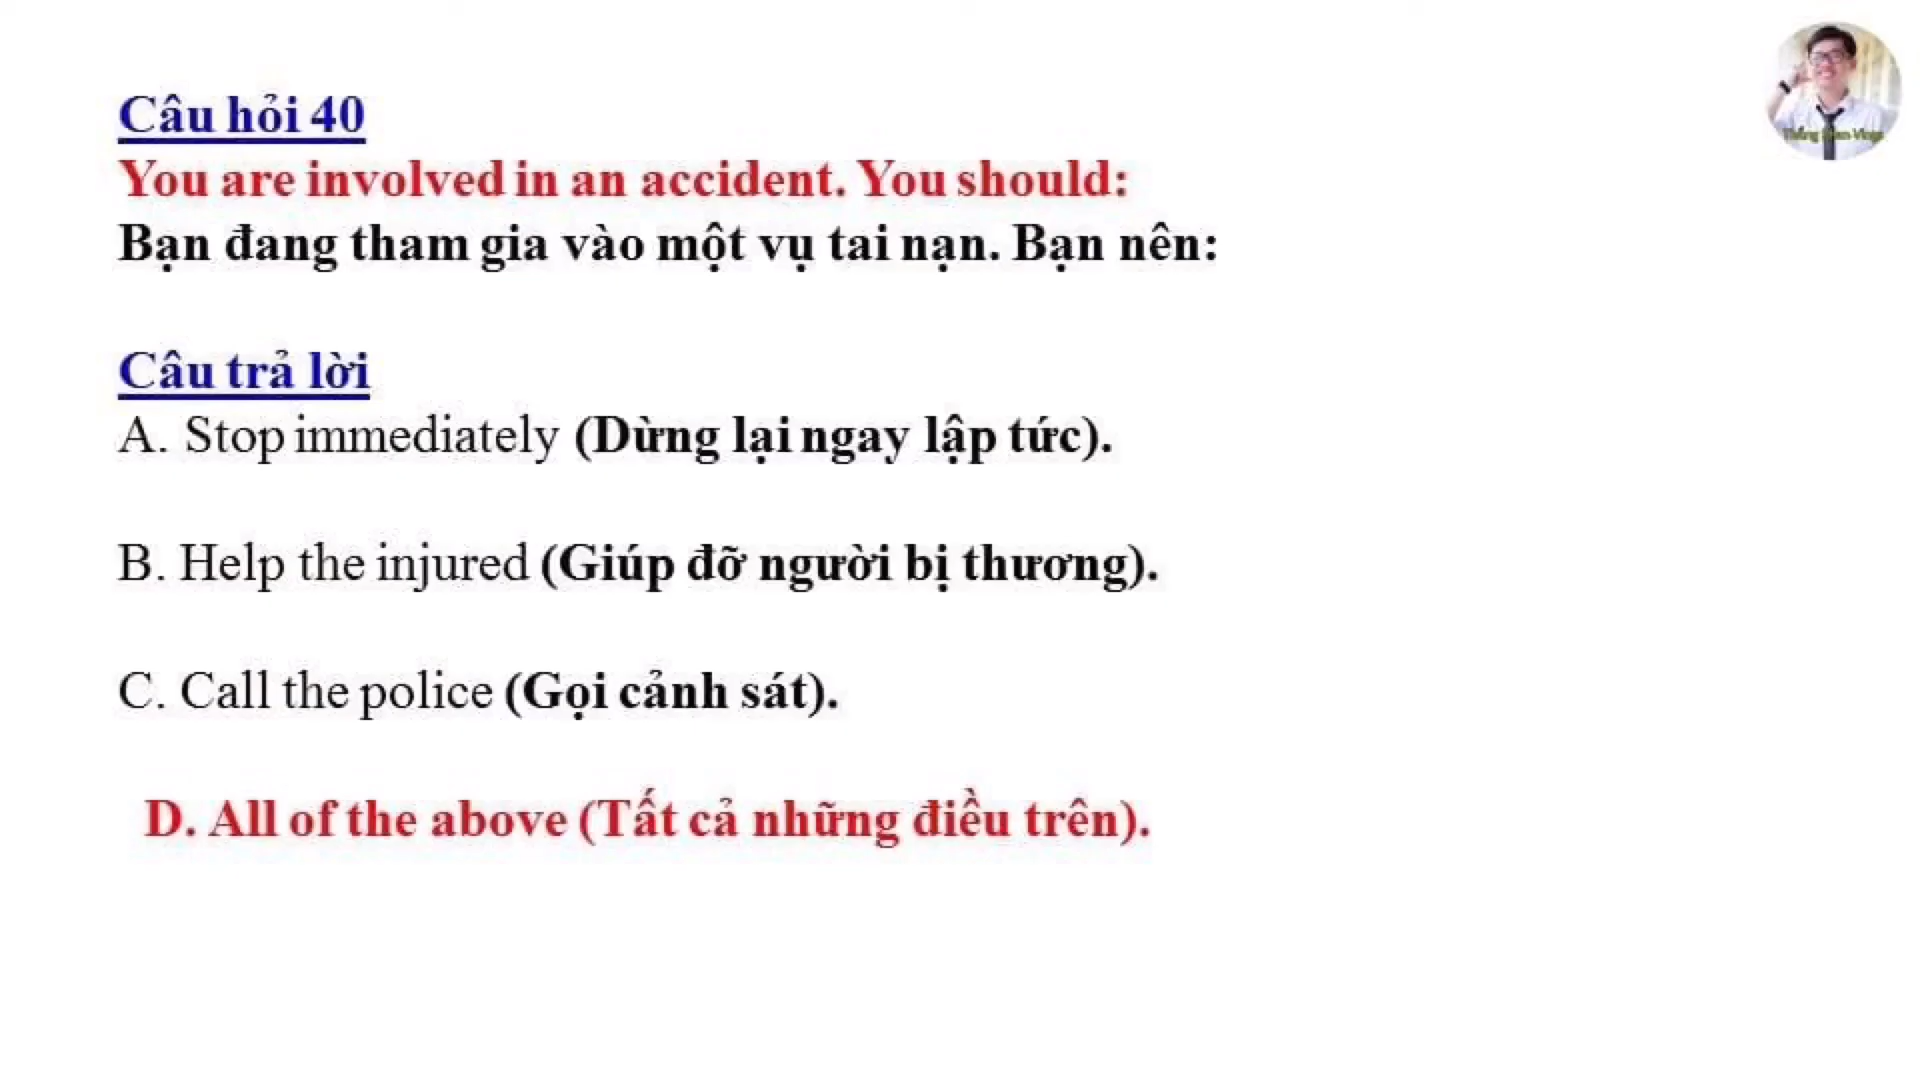 Câu hỏi 40
You are involved in an accident. You should:
Bạn đang tham gia vào một vụ tai nạn. Bạn nên:
Câu trả lời
A. Stop immediately (Dừng lại ngay lập tức).
B. Help the injured (Giúp đỡ người bị thương).
C. Call the police (Gọi cảnh sát).
D. All of the above (Tất cả những điều trên).